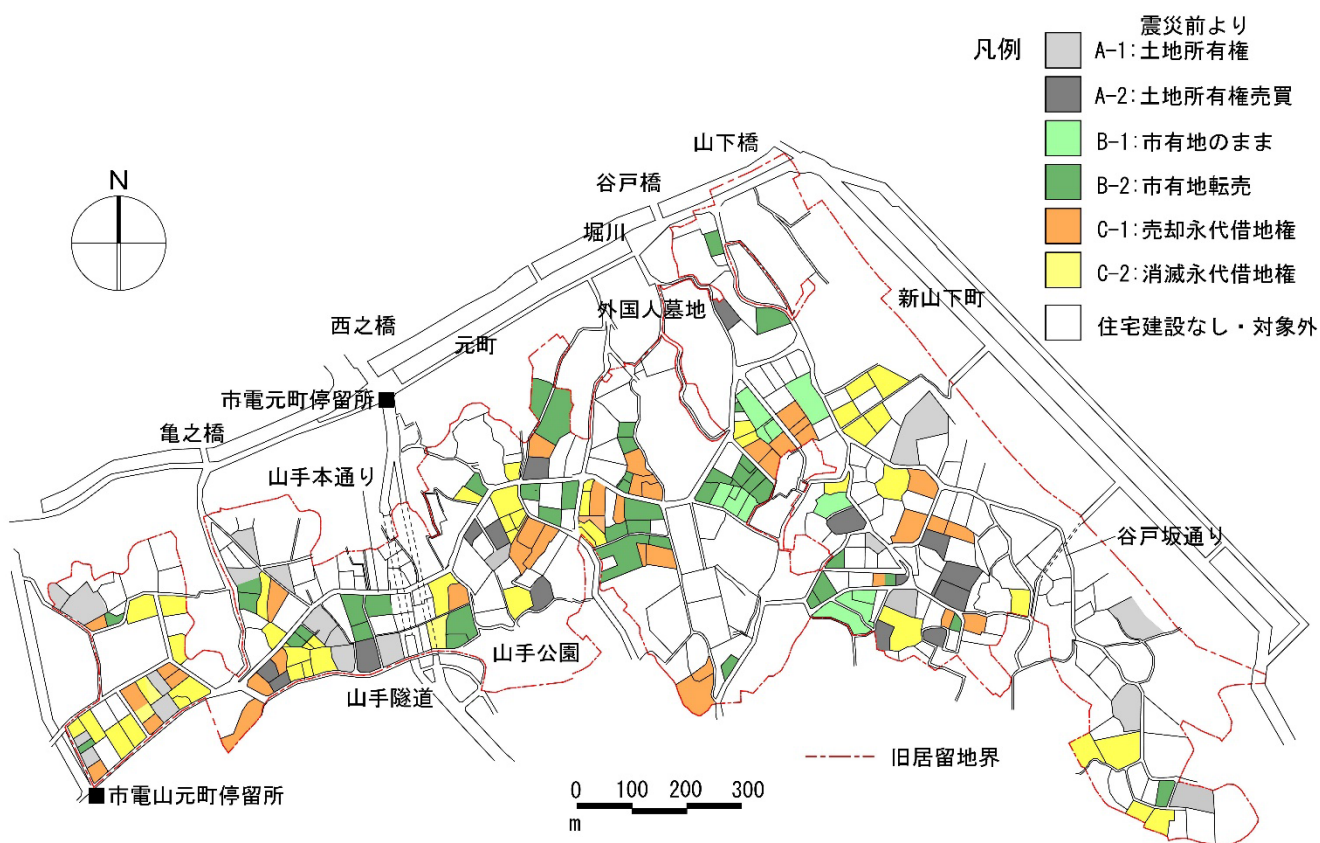 凡例
震災前より
A-1:土地所有権
A-2:土地所有権売買
B-1:市有地のまま
B-2:市有地転売
C-1:売却永代借地権
C-2:消滅永代借地権
住宅建設なし・対象外
N
山下橋
谷戸橋
堀川
外国人墓地
新山下町
西之橋
元町
市電元町停留所
亀之橋
山手本通り
谷戸坂通り
山手公園
山手隧道
旧居留地界
市電山元町停留所
0 100 200 300
m